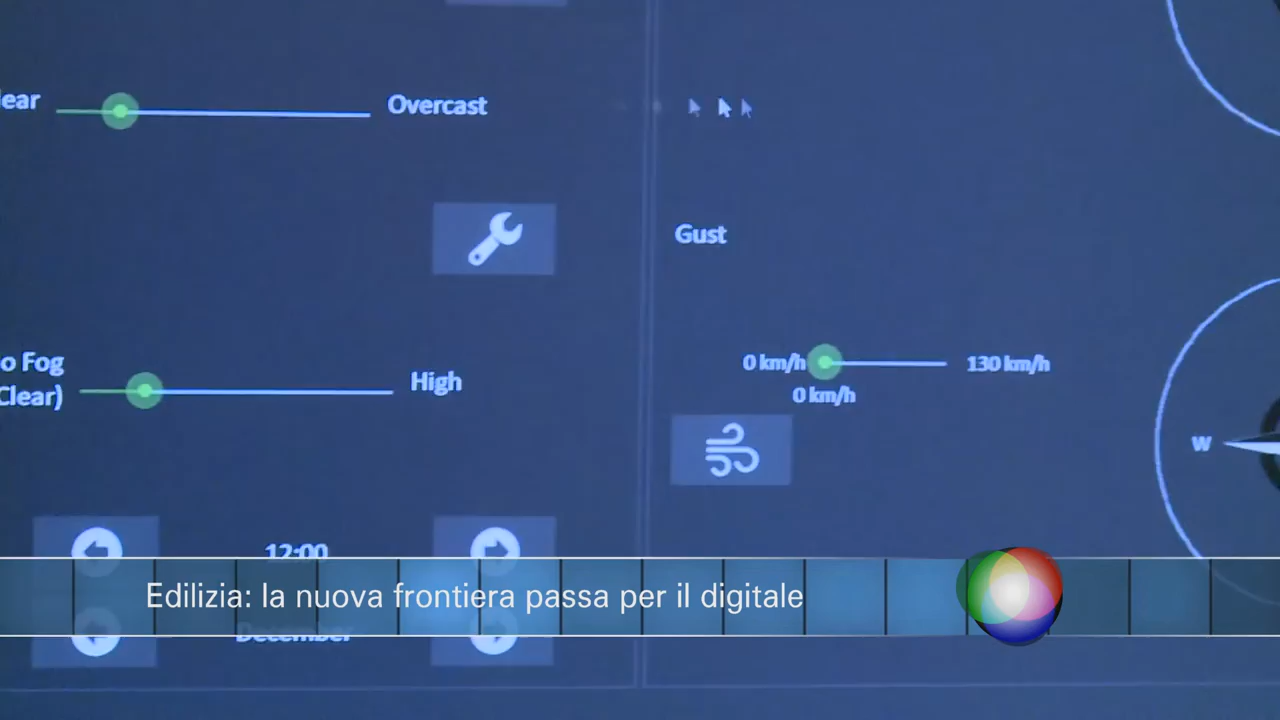 lear
Overcast
Gust
o Fog
Clear)
High
0 km/h
130 km/h
0 km/h
W
12:00
Edilizia: la nuova frontiera passa per il digitale
December